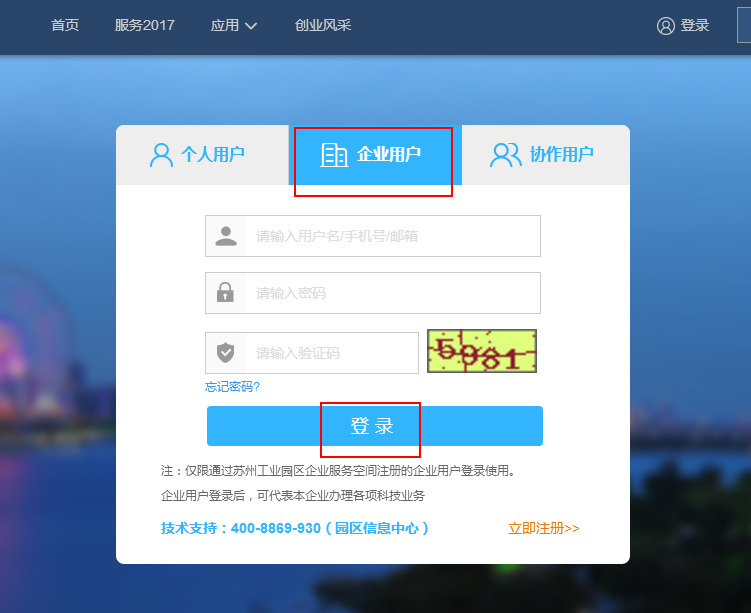 首页 服务2017 应用 创业风采 登录
个人用户 企业用户 协作用户
请输入用户名/手机号/邮箱
请输入密码
请输入验证码 5981
忘记密码?
登 录
注：仅限通过苏州工业园区企业服务空间注册的企业用户登录使用。
企业用户登录后，可代表本企业办理各项科技业务
技术支持：400-8869-930（园区信息中心） 立即注册>>